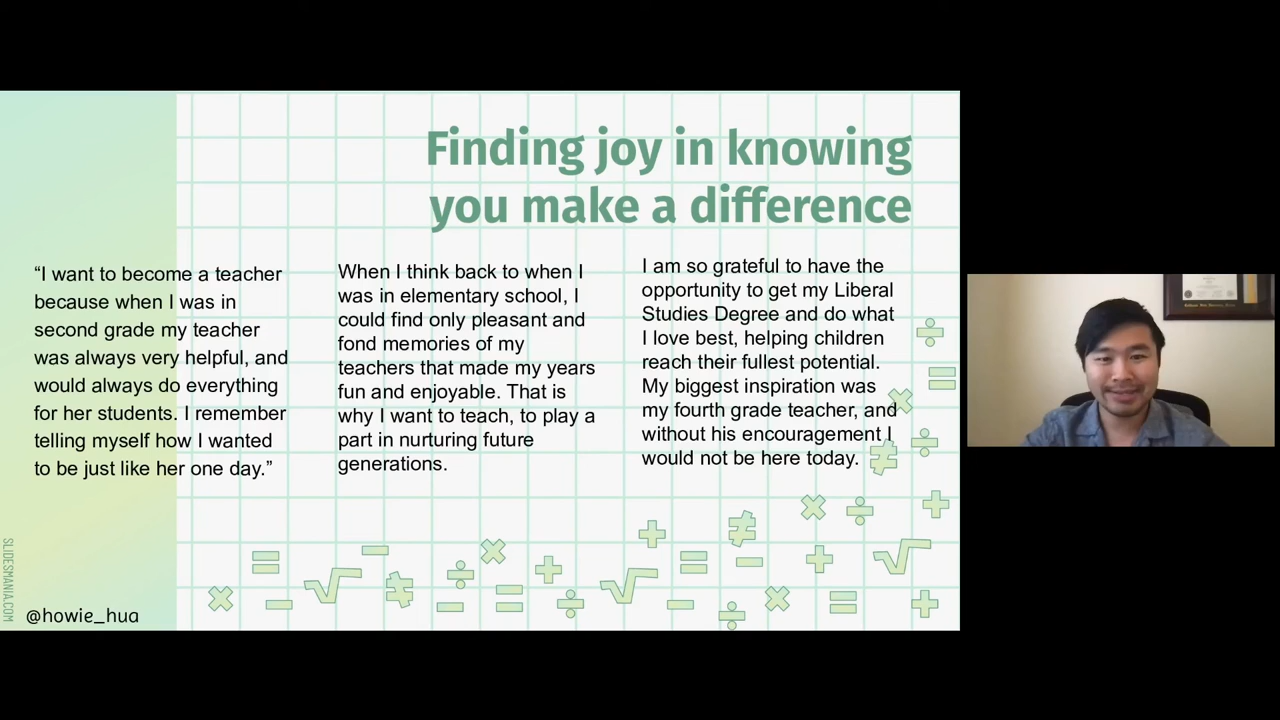 Finding joy in knowing
you make a difference
“I want to become a teacher
because when I was in
second grade my teacher
was always very helpful, and
would always do everything
for her students. I remember
telling myself how I wanted
to be just like her one day.”
When I think back to when I
was in elementary school, I
could find only pleasant and
fond memories of my
teachers that made my years
fun and enjoyable. That is
why I want to teach, to play a
part in nurturing future
generations.
I am so grateful to have the
opportunity to get my Liberal
Studies Degree and do what
I love best, helping children
reach their fullest potential.
My biggest inspiration was
my fourth grade teacher, and
without his encouragement I
would not be here today.
SLIDESMANIA.COM
@howie_hua